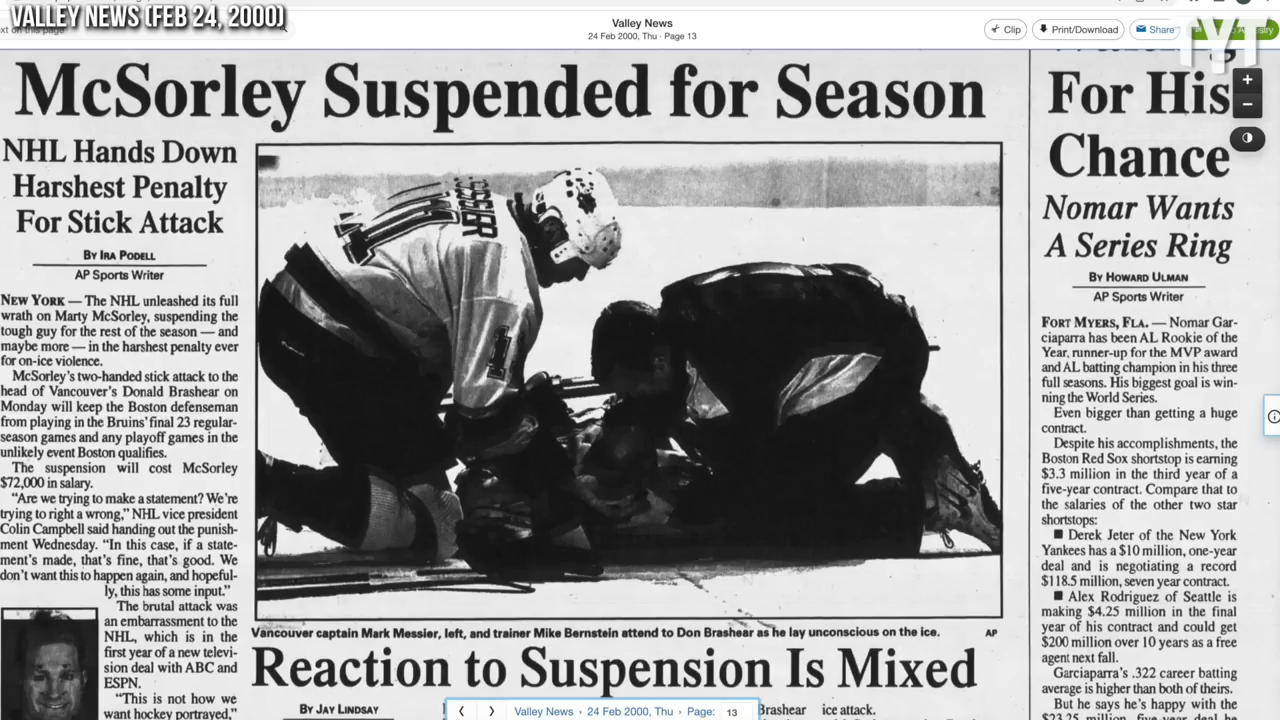 VALLEY NEWS (FEB 24, 2000)
xt on this page
Valley News
24 Feb 2000, Thu · Page 13
Clip
Print/Download
Share
TYT
McSorley Suspended for Season
NHL Hands Down
Harshest Penalty
For Stick Attack
BY IRA PODELL
AP Sports Writer
NEW YORK — The NHL unleashed its full
wrath on Marty McSorley, suspending the
tough guy for the rest of the season — and
maybe more — in the harshest penalty ever
for on-ice violence.
McSorley's two-handed stick attack to the
head of Vancouver's Donald Brashear on
Monday will keep the Boston defenseman
from playing in the Bruins' final 23 regular-
season games and any playoff games in the
unlikely event Boston qualifies.
The suspension will cost McSorley
$72,000 in salary.
"Are we trying to make a statement? We're
trying to right a wrong," NHL vice president
Colin Campbell said handing out the punish-
ment Wednesday. "In this case, if a state-
ment's made, that's fine, that's good. We
don't want this to happen again, and hopeful-
ly, this has some input."
The brutal attack was
an embarrassment to the
NHL, which is in the
first year of a new televi-
sion deal with ABC and
ESPN.
"This is not how we
want hockey portrayed,"
11
Vancouver captain Mark Messier, left, and trainer Mike Bernstein attend to Don Brashear as he lay unconscious on the ice.
AP
Reaction to Suspension Is Mixed
BY JAY LINDSAY
Brashear
ice attack.
For His
Chance
Nomar Wants
A Series Ring
BY HOWARD ULMAN
AP Sports Writer
FORT MYERS, FLA. — Nomar Gar-
ciaparra has been AL Rookie of the
Year, runner-up for the MVP award
and AL batting champion in his three
full seasons. His biggest goal is win-
ning the World Series.
Even bigger than getting a huge
contract.
Despite his accomplishments, the
Boston Red Sox shortstop is earning
$3.3 million in the third year of a
five-year contract. Compare that to
the salaries of the other two star
shortstops:
■ Derek Jeter of the New York
Yankees has a $10 million, one-year
deal and is negotiating a record
$118.5 million, seven year contract.
■ Alex Rodriguez of Seattle is
making $4.25 million in the final
year of his contract and could get
$200 million over 10 years as a free
agent next fall.
Garciaparra's .322 career batting
average is higher than both of theirs.
But he says he's happy with the
$23.25 million, five-year deal he
Valley News › 24 Feb 2000, Thu › Page: 13